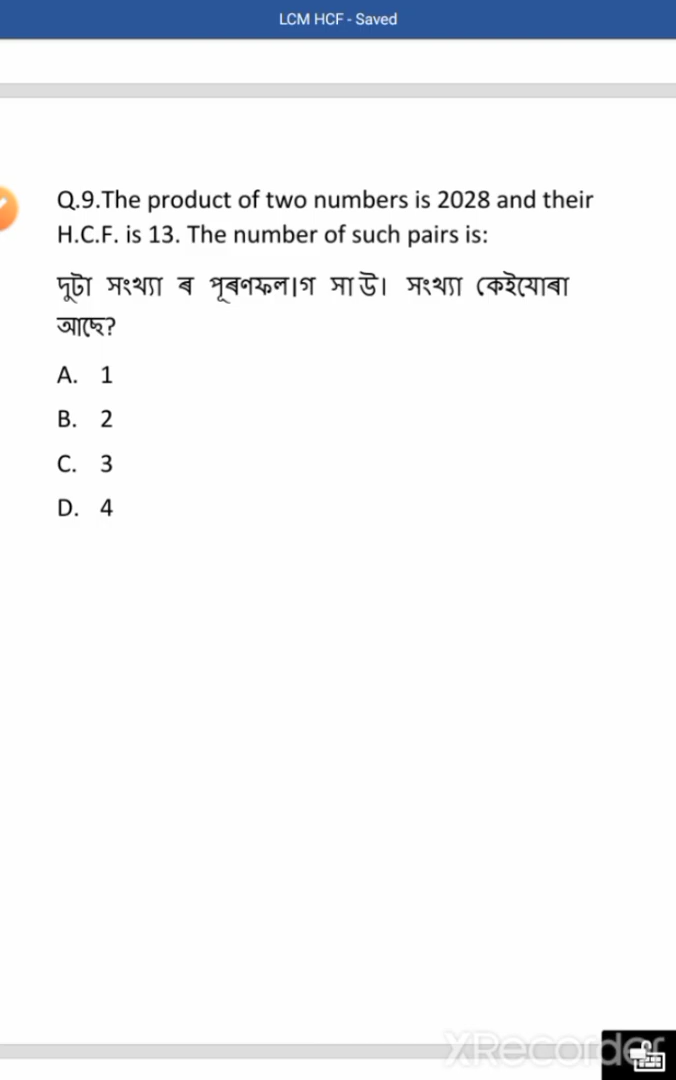 LCM HCF - Saved
Q.9.The product of two numbers is 2028 and their
H.C.F. is 13. The number of such pairs is:
দুটা সংখ্যা ৰ পূৰণফল।গ সা উ। সংখ্যা কেইযোৰা
আছে?
A. 1
B. 2
C. 3
D. 4
XRecorder